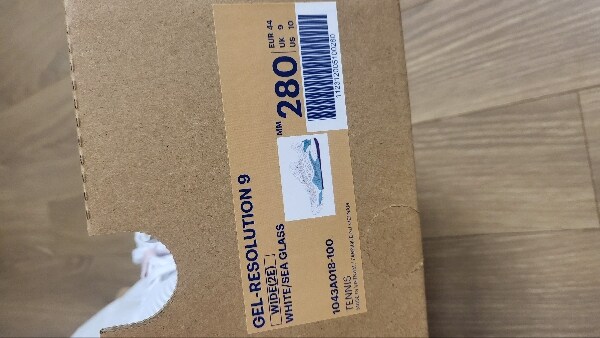 GEL-RESOLUTION 9
WIDE(2E)
WHITE/SEA GLASS
MM 280
EUR 44
UK 9
US 10
1043A018-100
TENNIS